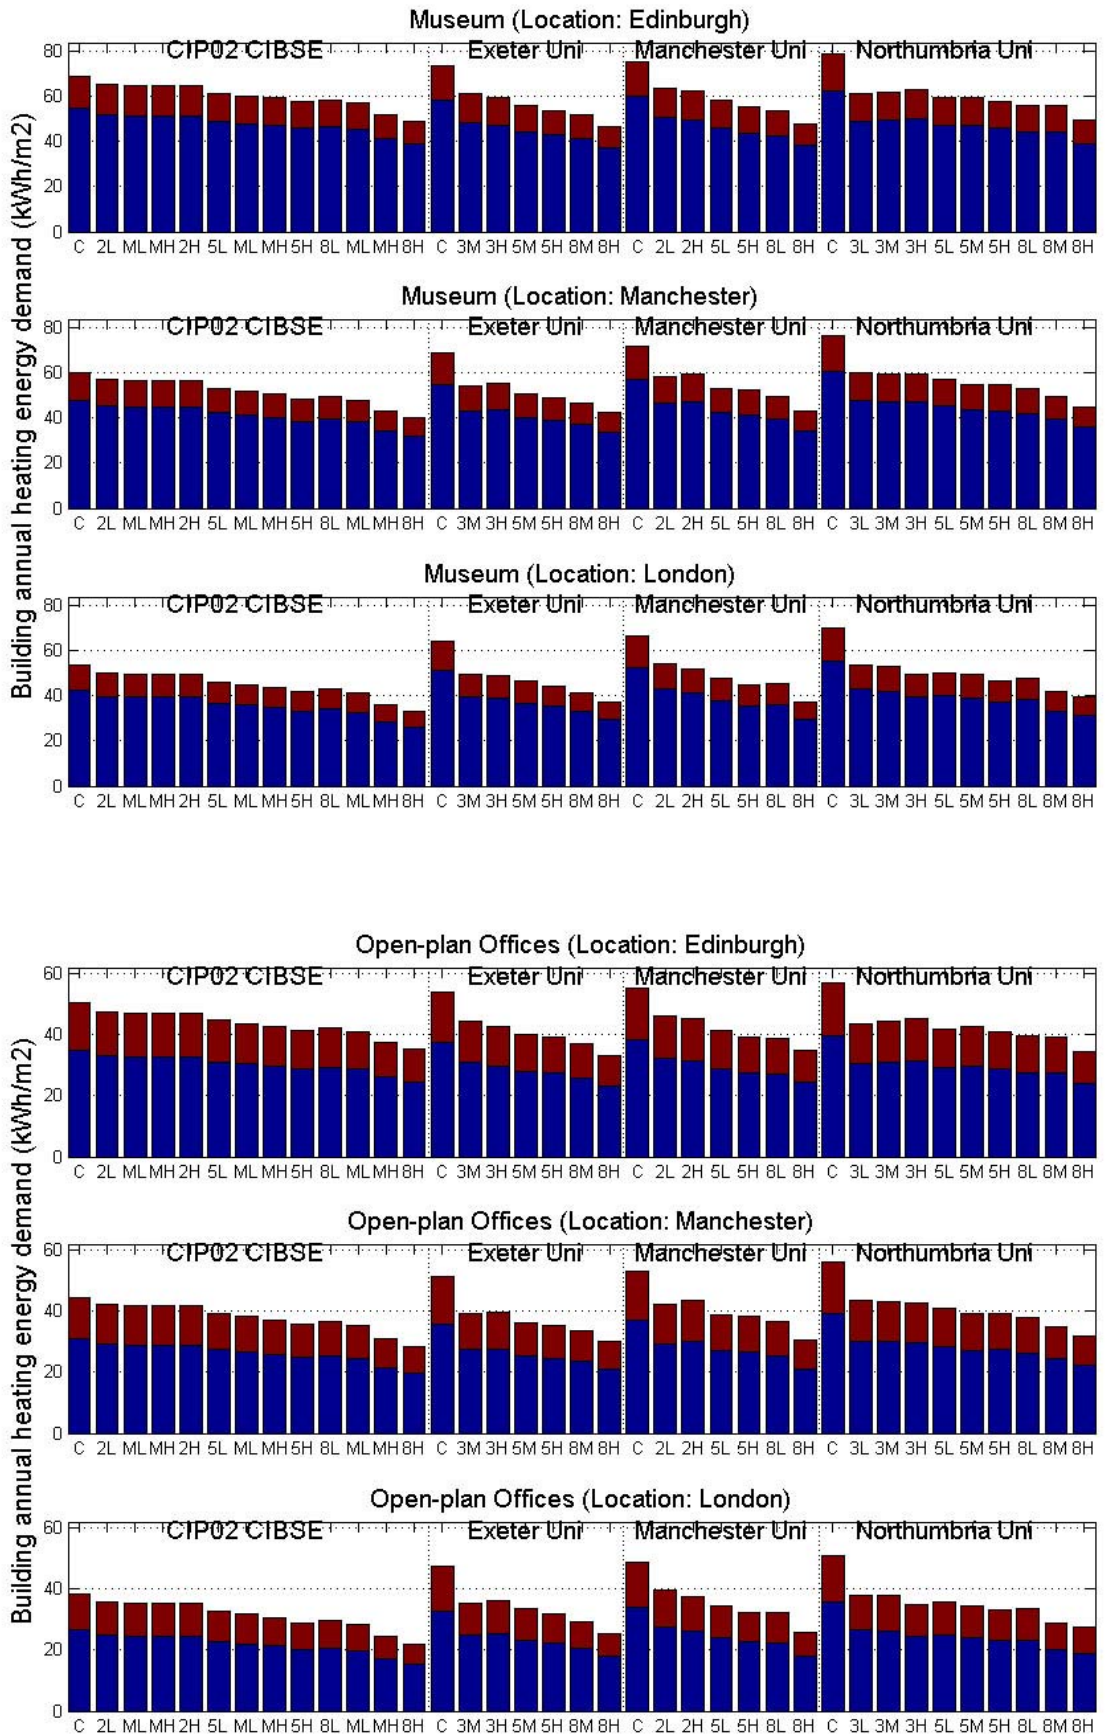 Building annual heating energy demand (kWh/m2)
Museum (Location: Edinburgh)
CIP02 CIBSE Exeter Uni Manchester Uni Northumbria Uni
80
60
40
20
0
C 2L ML MH 2H 5L ML MH 5H 8L ML MH 8H C 3M 3H 5M 5H 8M 8H C 2L 2H 5L 5H 8L 8H C 3L 3M 3H 5L 5M 5H 8L 8M 8H
Museum (Location: Manchester)
CIP02 CIBSE Exeter Uni Manchester Uni Northumbria Uni
80
60
40
20
0
C 2L ML MH 2H 5L ML MH 5H 8L ML MH 8H C 3M 3H 5M 5H 8M 8H C 2L 2H 5L 5H 8L 8H C 3L 3M 3H 5L 5M 5H 8L 8M 8H
Museum (Location: London)
CIP02 CIBSE Exeter Uni Manchester Uni Northumbria Uni
80
60
40
20
0
C 2L ML MH 2H 5L ML MH 5H 8L ML MH 8H C 3M 3H 5M 5H 8M 8H C 2L 2H 5L 5H 8L 8H C 3L 3M 3H 5L 5M 5H 8L 8M 8H
Building annual heating energy demand (kWh/m2)
Open-plan Offices (Location: Edinburgh)
CIP02 CIBSE Exeter Uni Manchester Uni Northumbria Uni
60
40
20
0
C 2L ML MH 2H 5L ML MH 5H 8L ML MH 8H C 3M 3H 5M 5H 8M 8H C 2L 2H 5L 5H 8L 8H C 3L 3M 3H 5L 5M 5H 8L 8M 8H
Open-plan Offices (Location: Manchester)
CIP02 CIBSE Exeter Uni Manchester Uni Northumbria Uni
60
40
20
0
C 2L ML MH 2H 5L ML MH 5H 8L ML MH 8H C 3M 3H 5M 5H 8M 8H C 2L 2H 5L 5H 8L 8H C 3L 3M 3H 5L 5M 5H 8L 8M 8H
Open-plan Offices (Location: London)
CIP02 CIBSE Exeter Uni Manchester Uni Northumbria Uni
60
40
20
0
C 2L ML MH 2H 5L ML MH 5H 8L ML MH 8H C 3M 3H 5M 5H 8M 8H C 2L 2H 5L 5H 8L 8H C 3L 3M 3H 5L 5M 5H 8L 8M 8H